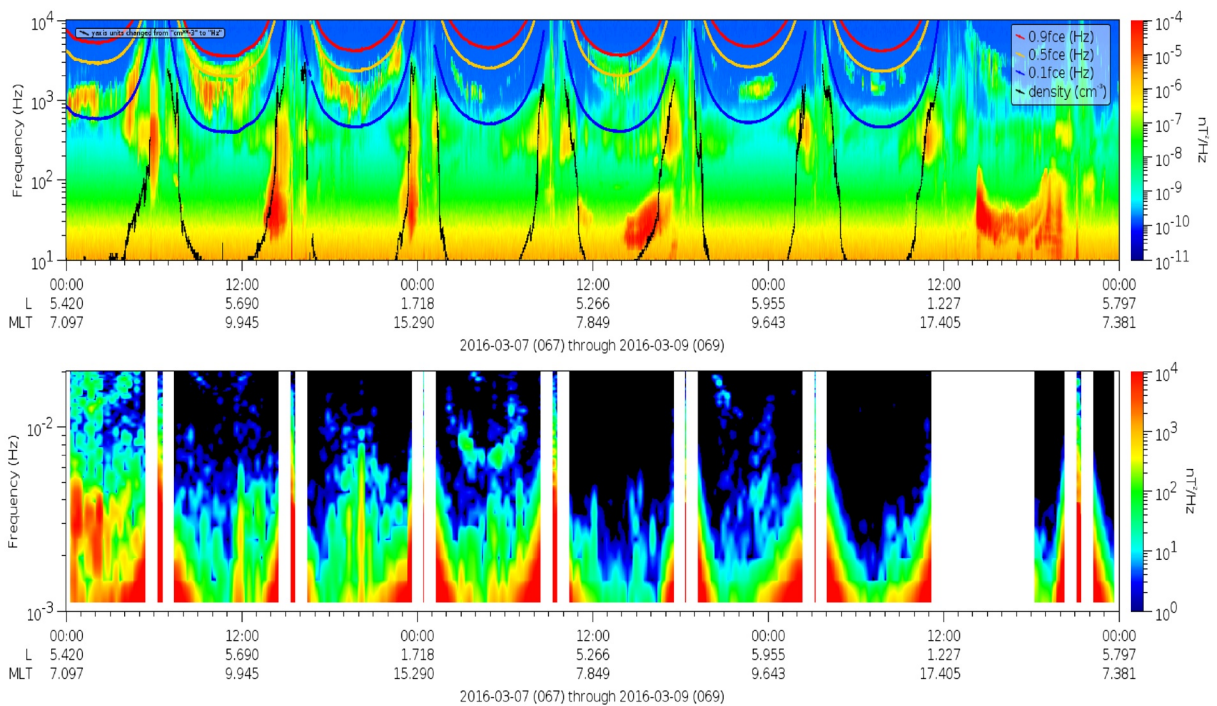 10⁴
10³
10²
10¹
Frequency (Hz)
yaxis units changed from "cm**-3" to "Hz"
0.9fce (Hz)
0.5fce (Hz)
0.1fce (Hz)
density (cm⁻³)
10⁻⁴
10⁻⁵
10⁻⁶
10⁻⁷
10⁻⁸
10⁻⁹
10⁻¹⁰
10⁻¹¹
nT²/Hz
00:00 12:00 00:00 12:00 00:00 12:00 00:00
L 5.420 5.690 1.718 5.266 5.955 1.227 5.797
MLT 7.097 9.945 15.290 7.849 9.643 17.405 7.381
2016-03-07 (067) through 2016-03-09 (069)
10⁻²
10⁻³
Frequency (Hz)
10⁴
10³
10²
10¹
10⁰
nT²/Hz
00:00 12:00 00:00 12:00 00:00 12:00 00:00
L 5.420 5.690 1.718 5.266 5.955 1.227 5.797
MLT 7.097 9.945 15.290 7.849 9.643 17.405 7.381
2016-03-07 (067) through 2016-03-09 (069)